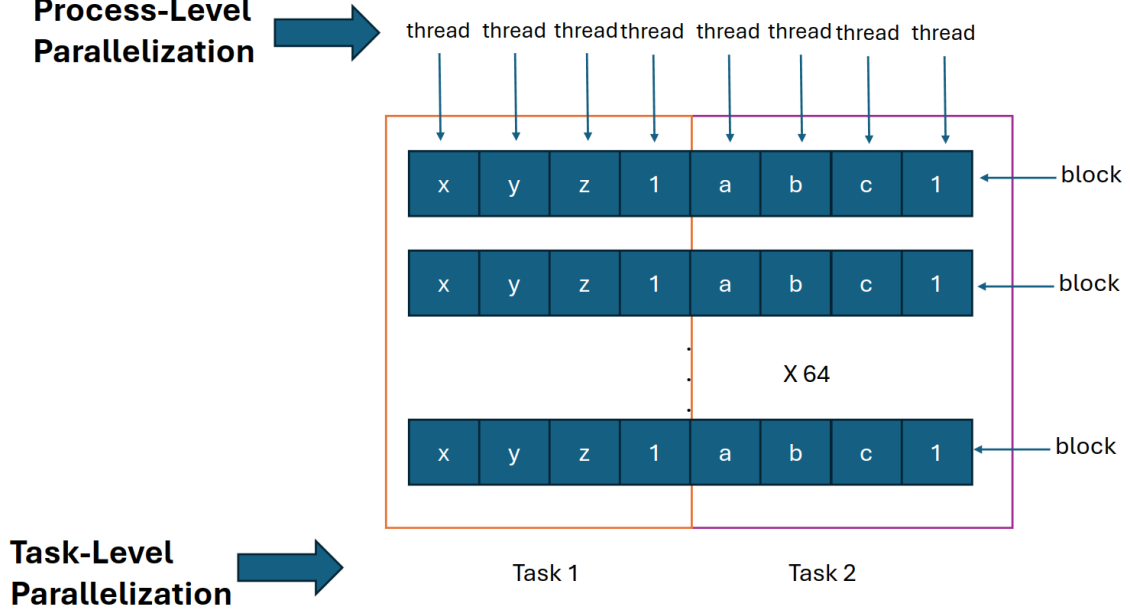 Process-Level
Parallelization
thread thread thread thread thread thread thread thread
x y z 1 a b c 1
block
x y z 1 a b c 1
block
.
.
.
X 64
x y z 1 a b c 1
block
Task-Level
Parallelization
Task 1
Task 2